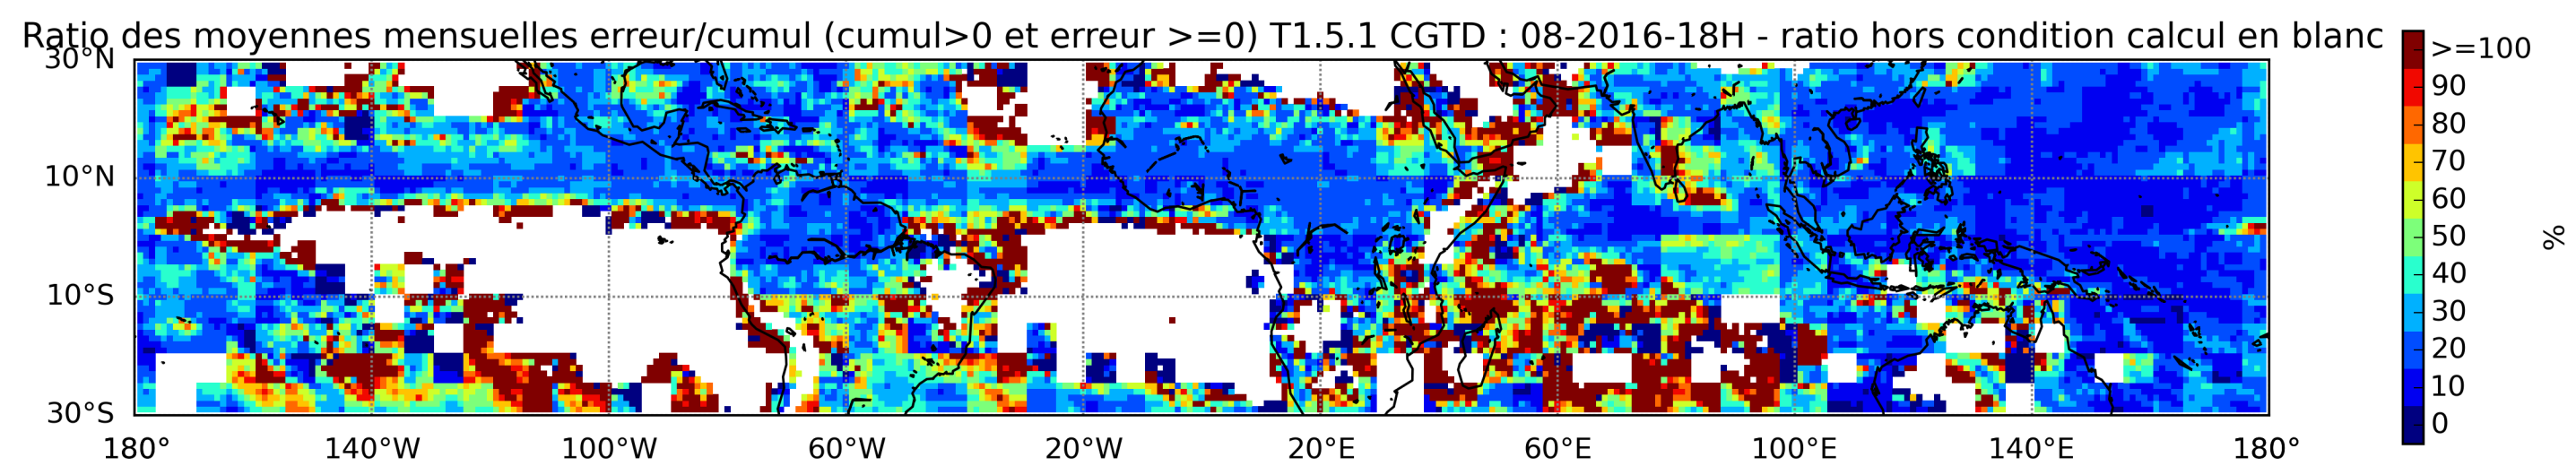 Ratio des moyennes mensuelles erreur/cumul (cumul>0 et erreur >=0) T1.5.1 CGTD : 08-2016-18H - ratio hors condition calcul en blanc
30°N
10°N
10°S
30°S
180°
140°W
100°W
60°W
20°W
20°E
60°E
100°E
140°E
180°
>=100
90
80
70
60
50
40
30
20
10
0
%